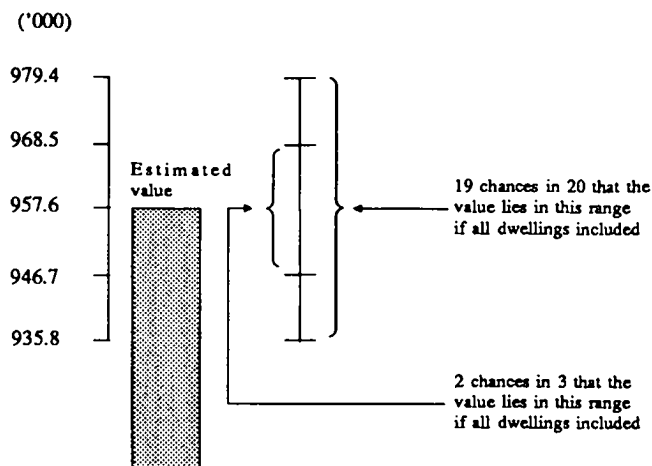 ('000)
979.4
968.5
Estimated
value
957.6
946.7
935.8
19 chances in 20 that the
value lies in this range
if all dwellings included
2 chances in 3 that the
value lies in this range
if all dwellings included